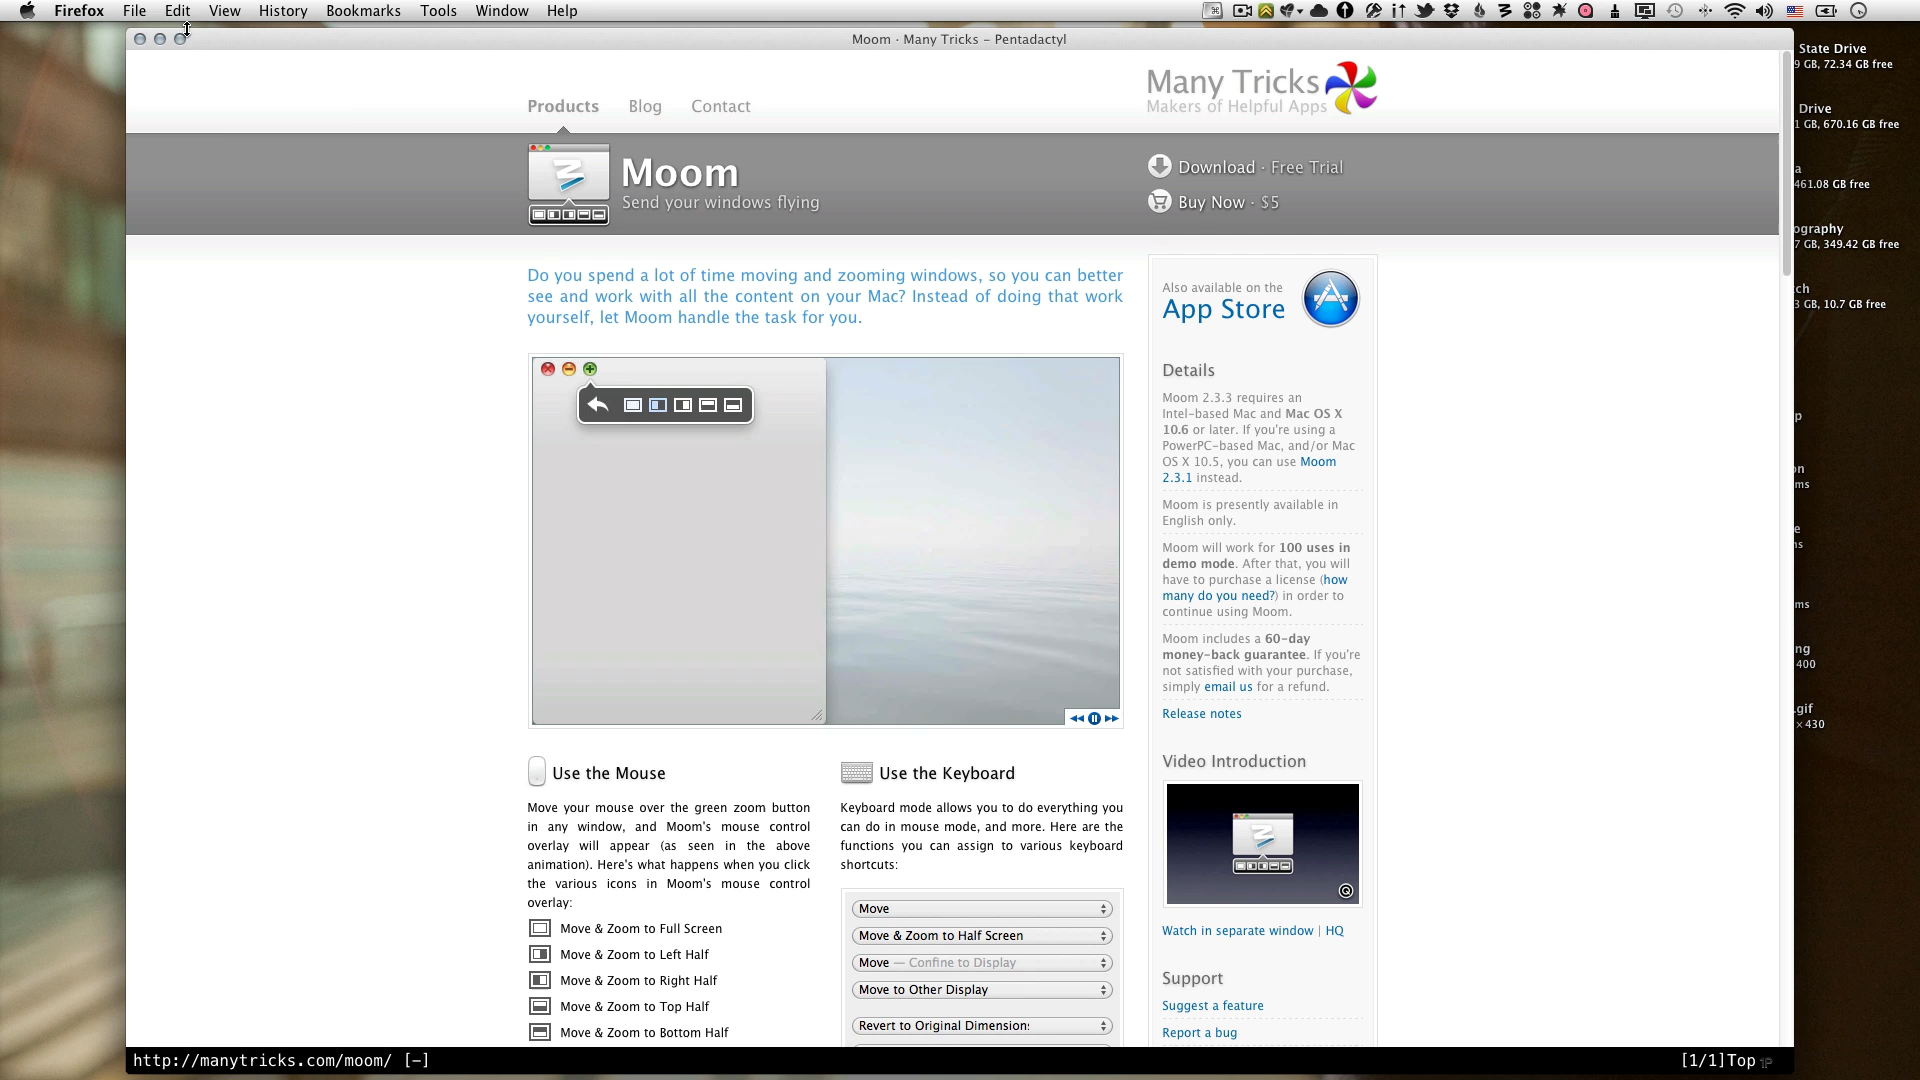 Firefox File Edit View History Bookmarks Tools Window Help
Moom · Many Tricks – Pentadactyl
Products Blog Contact
Many Tricks
Makers of Helpful Apps
Moom
Send your windows flying
Download · Free Trial
Buy Now · $5
Do you spend a lot of time moving and zooming windows, so you can better
see and work with all the content on your Mac? Instead of doing that work
yourself, let Moom handle the task for you.
Use the Mouse
Move your mouse over the green zoom button
in any window, and Moom's mouse control
overlay will appear (as seen in the above
animation). Here's what happens when you click
the various icons in Moom's mouse control
overlay:
Move & Zoom to Full Screen
Move & Zoom to Left Half
Move & Zoom to Right Half
Move & Zoom to Top Half
Move & Zoom to Bottom Half
Use the Keyboard
Keyboard mode allows you to do everything you
can do in mouse mode, and more. Here are the
functions you can assign to various keyboard
shortcuts:
Move
Move & Zoom to Half Screen
Move — Confine to Display
Move to Other Display
Revert to Original Dimensions
Also available on the
App Store
Details
Moom 2.3.3 requires an
Intel-based Mac and Mac OS X
10.6 or later. If you're using a
PowerPC-based Mac, and/or Mac
OS X 10.5, you can use Moom
2.3.1 instead.
Moom is presently available in
English only.
Moom will work for 100 uses in
demo mode. After that, you will
have to purchase a license (how
many do you need?) in order to
continue using Moom.
Moom includes a 60-day
money-back guarantee. If you're
not satisfied with your purchase,
simply email us for a refund.
Release notes
Video Introduction
Watch in separate window | HQ
Support
Suggest a feature
Report a bug
State Drive
9 GB, 72.34 GB free
Drive
1 GB, 670.16 GB free
a
461.08 GB free
ography
7 GB, 349.42 GB free
tch
3 GB, 10.7 GB free
p
on
ms
e
ns
ms
ng
400
.gif
×430
http://manytricks.com/moom/ [-]
[1/1]Top